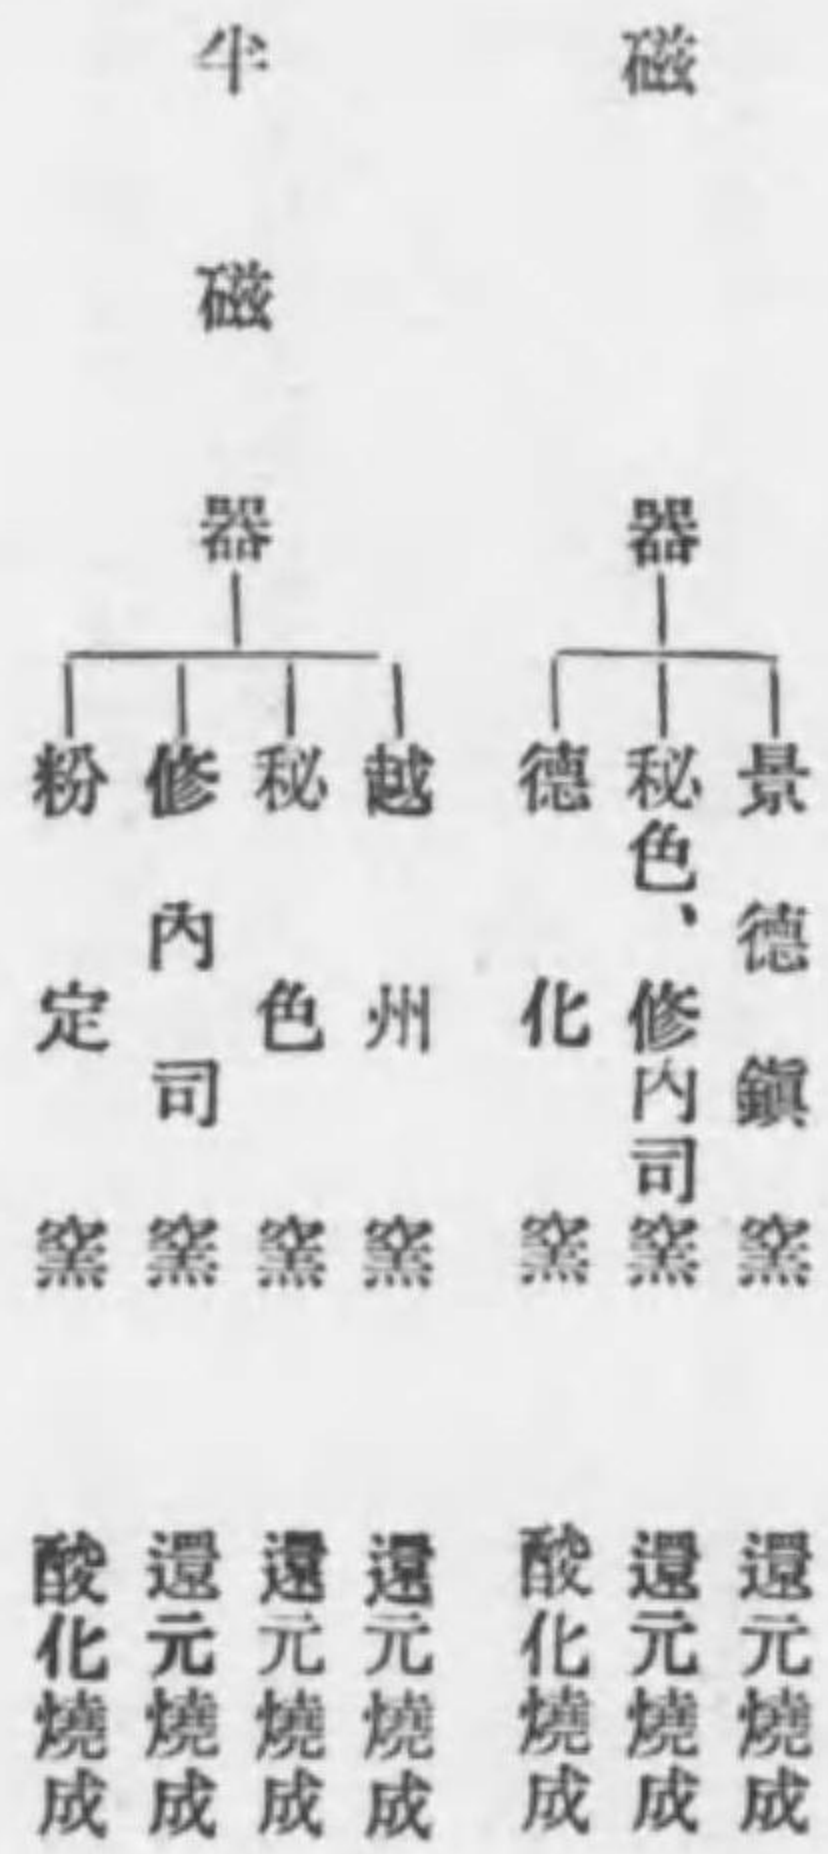 磁器
景德鎭窯 還元燒成
秘色、修内司窯 還元燒成
德化窯 酸化燒成
半磁器
越州窯 還元燒成
秘色窯 還元燒成
修内司窯 還元燒成
粉定窯 酸化燒成